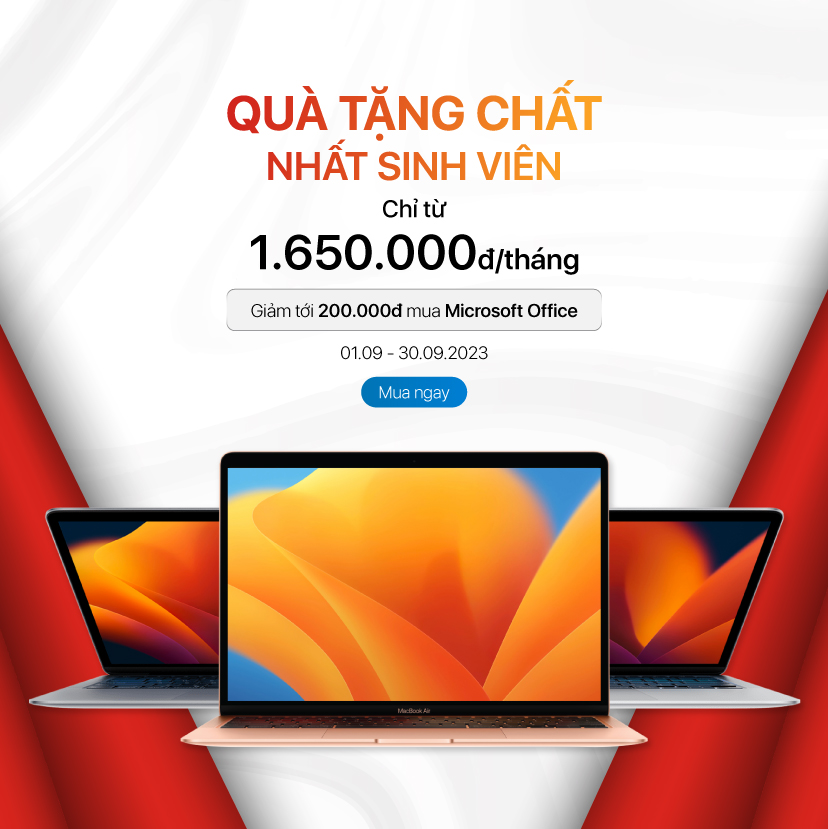 QUÀ TẶNG CHẤT
NHẤT SINH VIÊN
Chỉ từ
1.650.000đ/tháng
Giảm tới 200.000đ mua Microsoft Office
01.09 - 30.09.2023
Mua ngay
MacBook Air